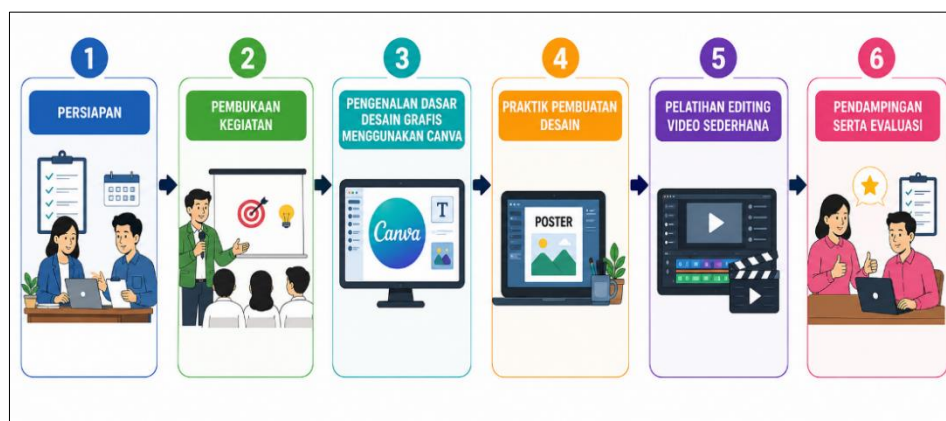 1
PERSIAPAN
2
PEMBUKAAN
KEGIATAN
3
PENGENALAN DASAR
DESAIN GRAFIS
MENGGUNAKAN CANVA
Canva
T
4
PRAKTIK PEMBUATAN
DESAIN
POSTER
5
PELATIHAN EDITING
VIDEO SEDERHANA
6
PENDAMPINGAN
SERTA EVALUASI